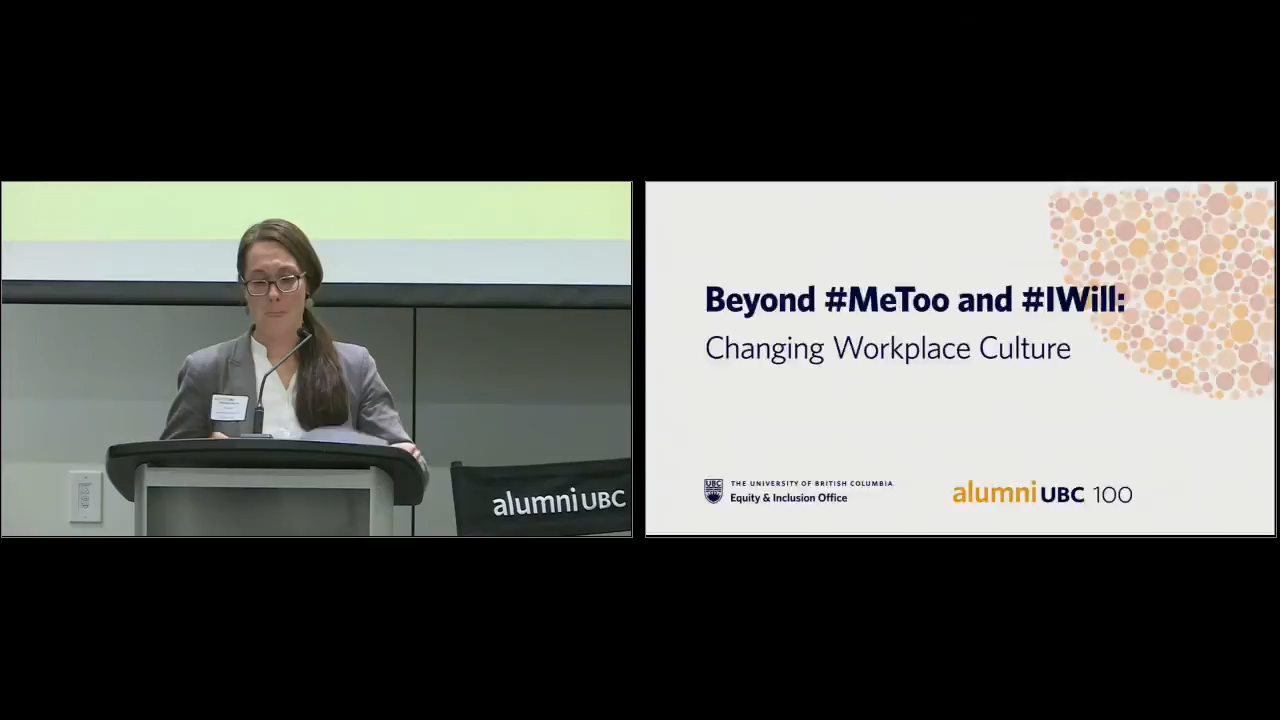 alumni UBC
Beyond #MeToo and #IWill:
Changing Workplace Culture
UBC
THE UNIVERSITY OF BRITISH COLUMBIA
Equity & Inclusion Office
alumni UBC 100